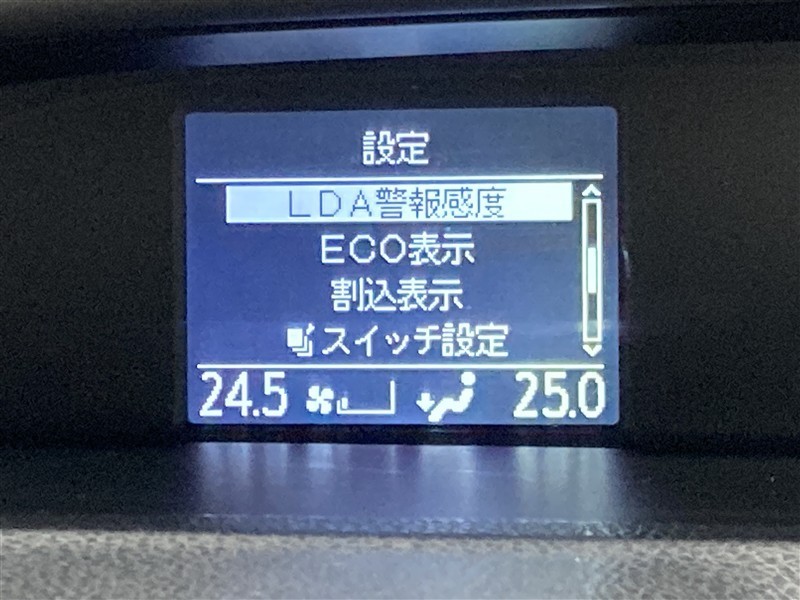 設定
LDA警報感度
ECO表示
割込表示
スイッチ設定
24.5 25.0